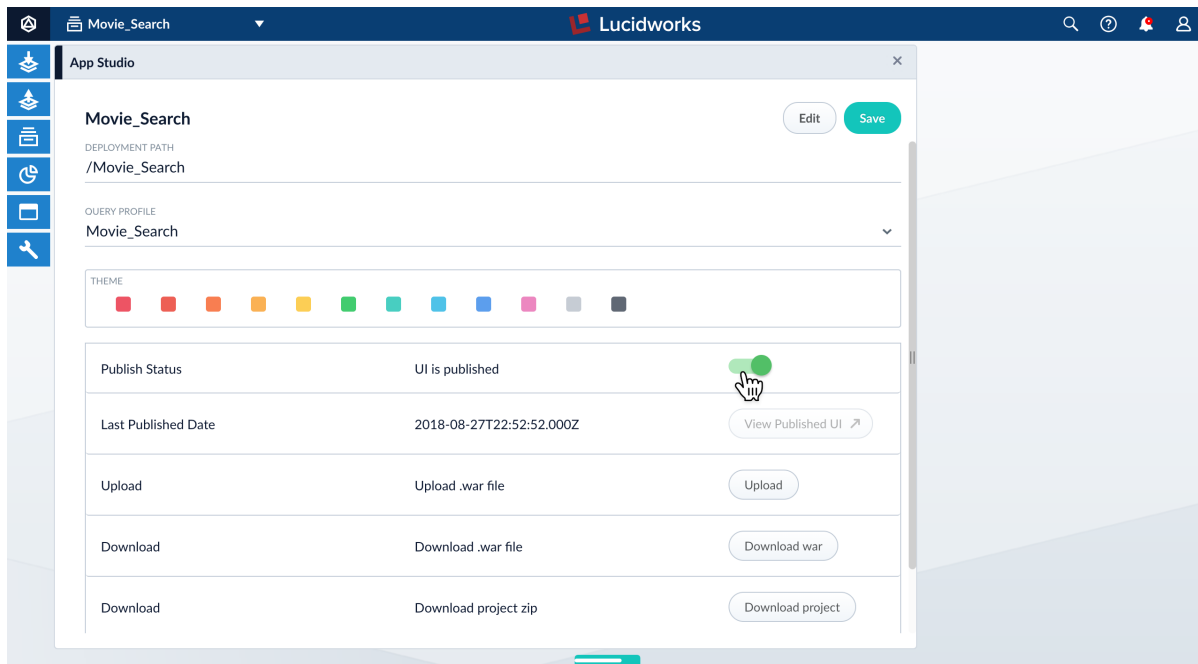 Movie_Search
Lucidworks
App Studio
Movie_Search
Edit
Save
DEPLOYMENT PATH
/Movie_Search
QUERY PROFILE
Movie_Search
THEME
Publish Status
UI is published
Last Published Date
2018-08-27T22:52:52.000Z
View Published UI
Upload
Upload .war file
Upload
Download
Download .war file
Download war
Download
Download project zip
Download project